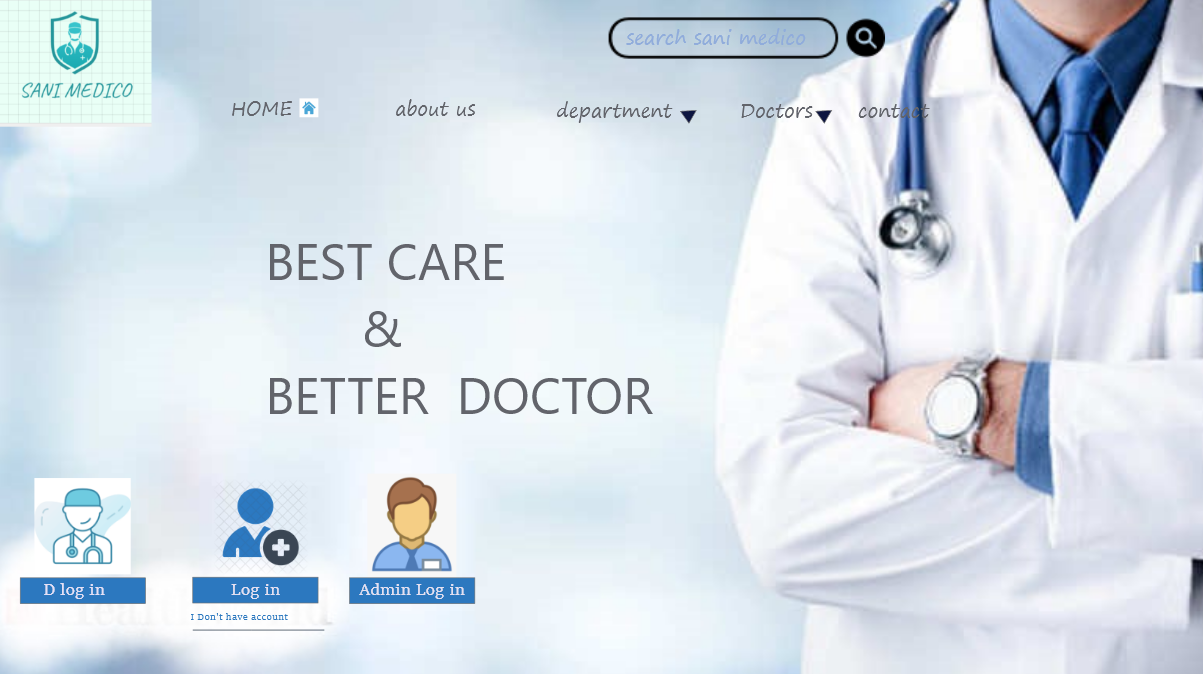 SANI MEDICO
search sani medico
HOME
about us
department
Doctors
contact
BEST CARE
&
BETTER DOCTOR
D log in
Log in
Admin Log in
I Don't have account